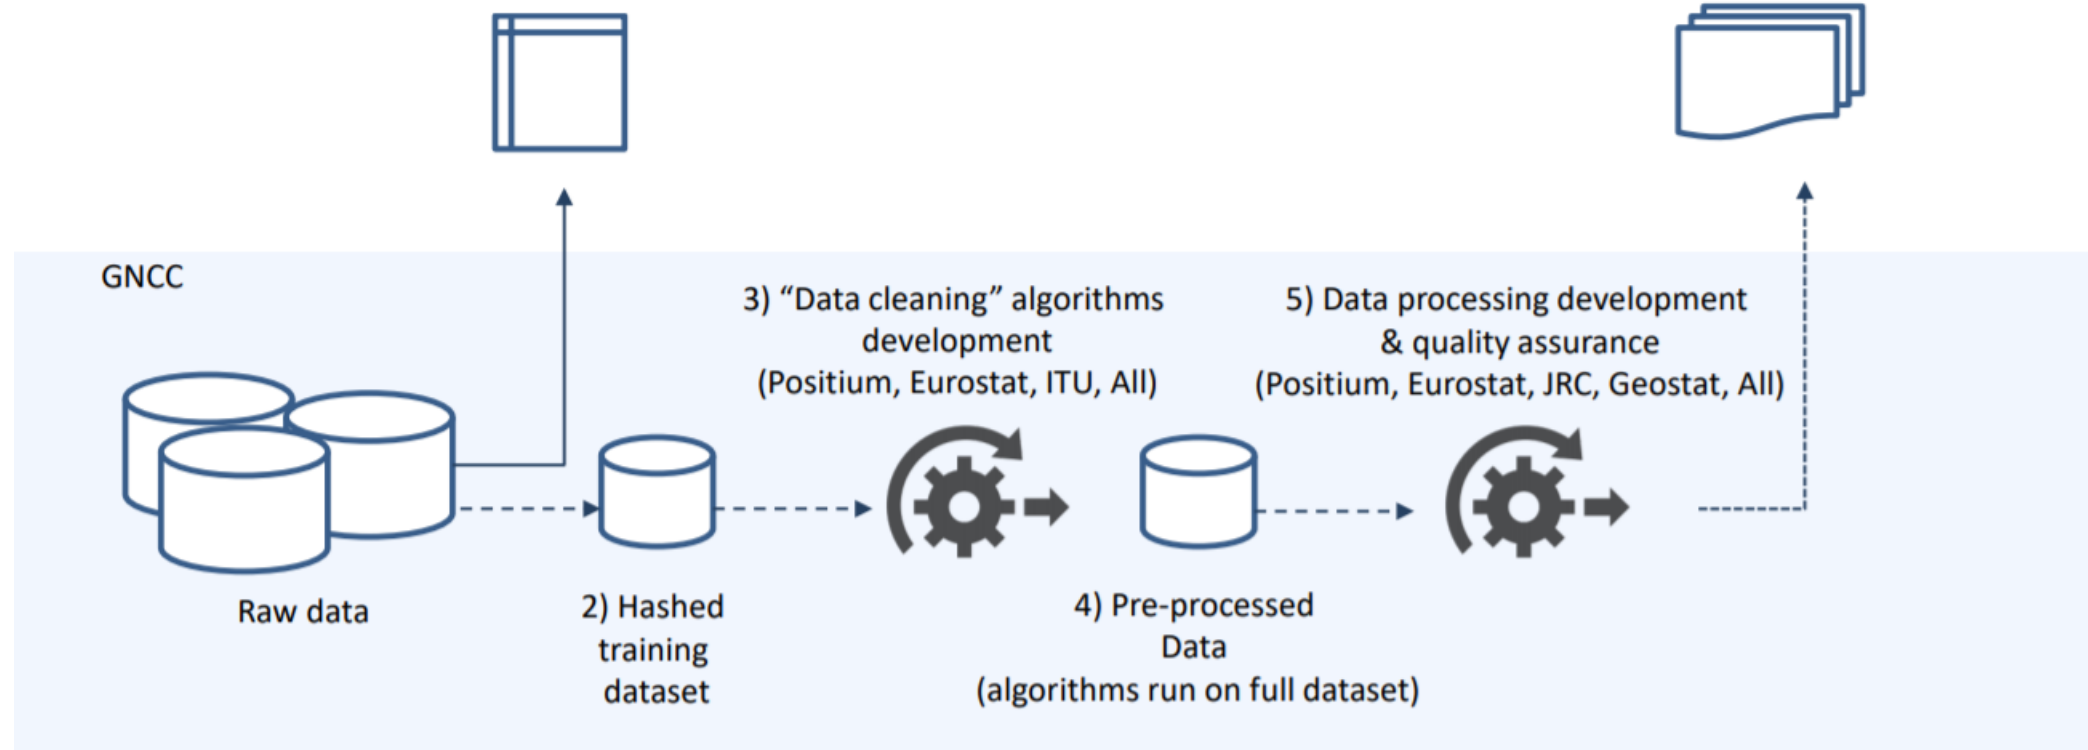 GNCC
3) “Data cleaning” algorithms
development
(Positium, Eurostat, ITU, All)
5) Data processing development
& quality assurance
(Positium, Eurostat, JRC, Geostat, All)
Raw data
2) Hashed
training
dataset
4) Pre-processed
Data
(algorithms run on full dataset)